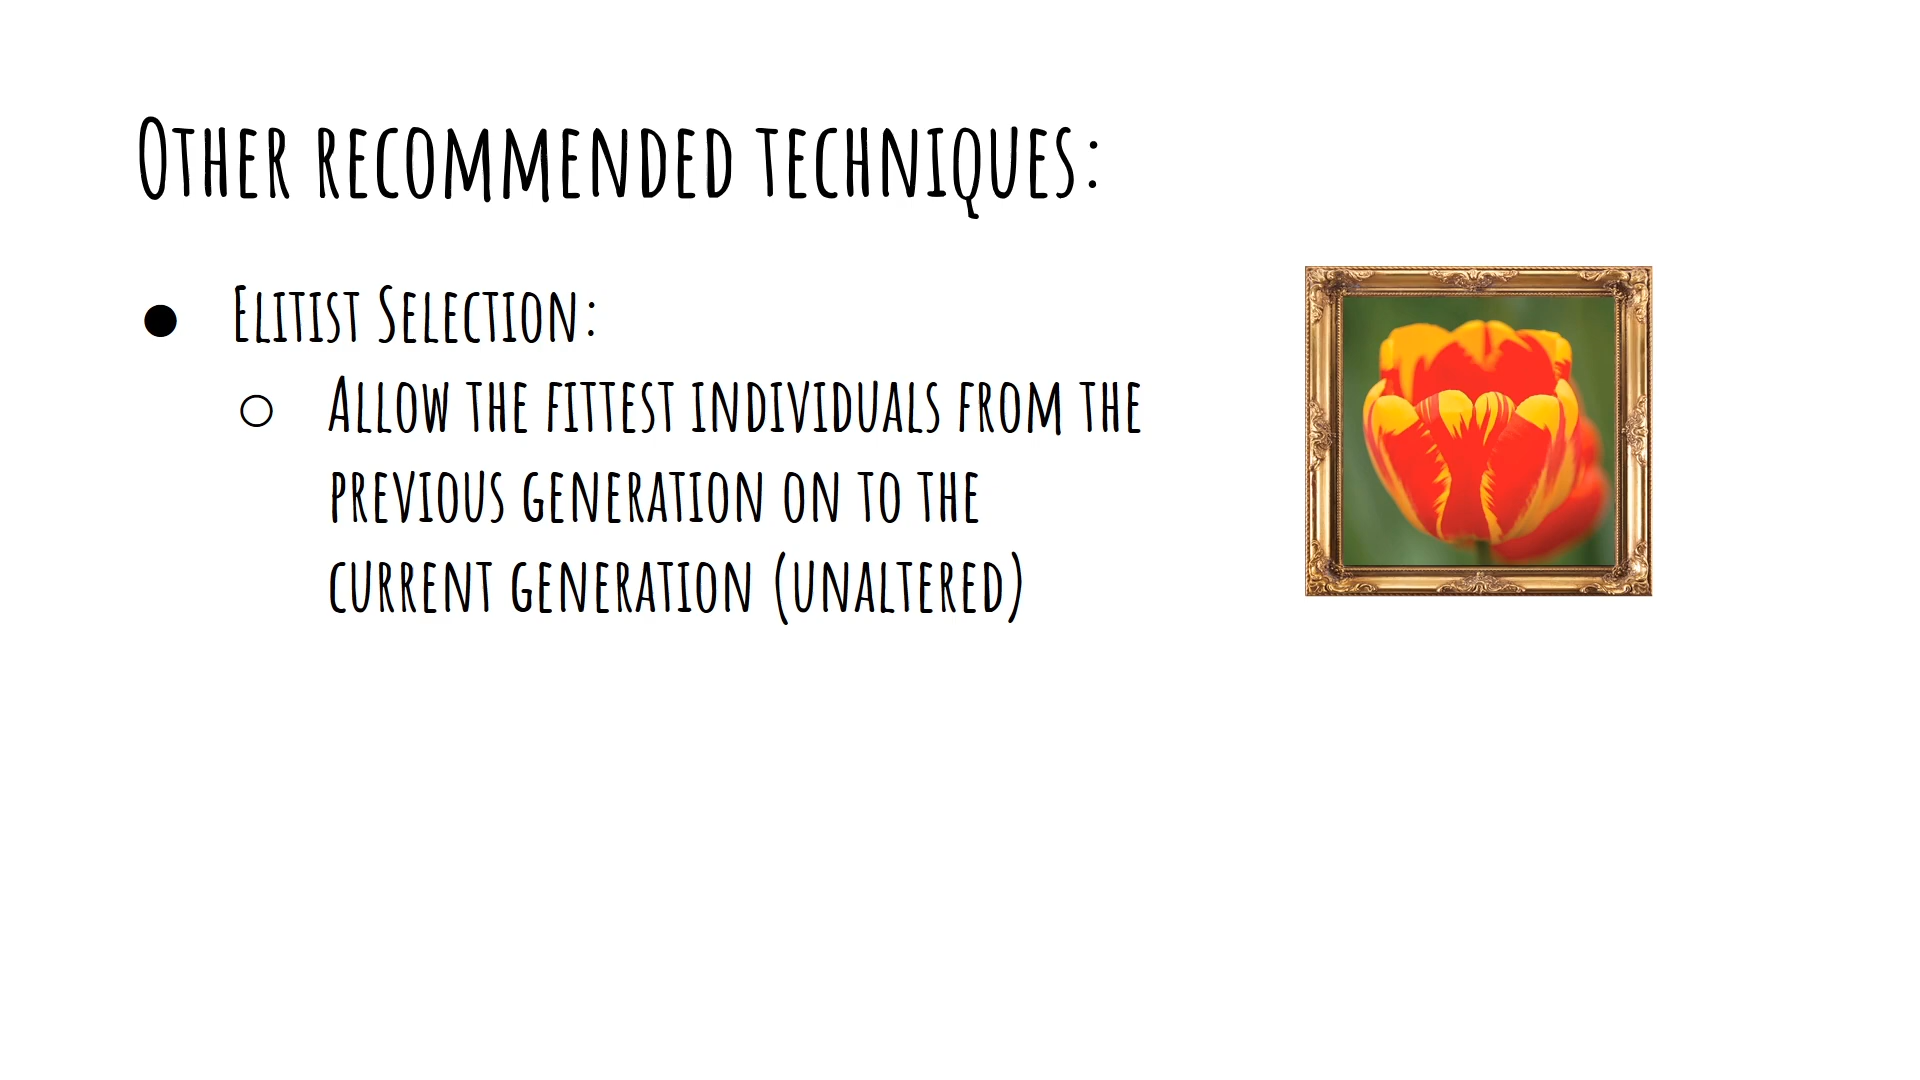 Other recommended techniques:
● Elitist Selection:
○ Allow the fittest individuals from the
previous generation on to the
current generation (unaltered)